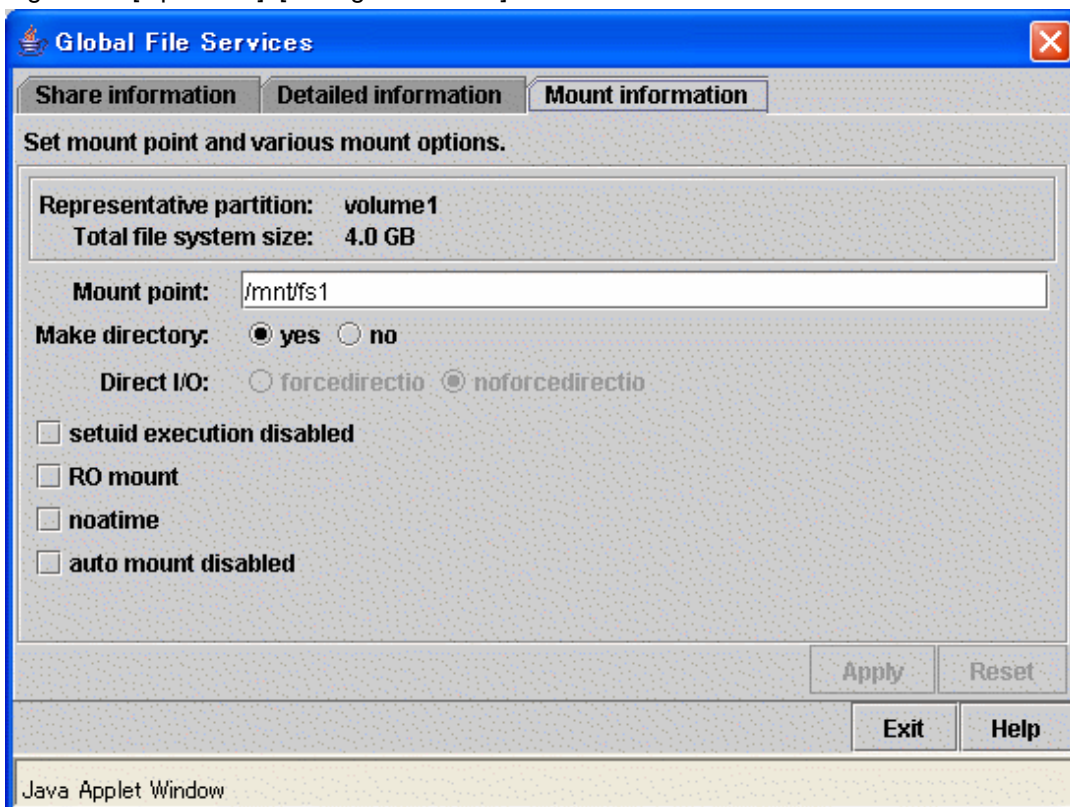 Global File Services
Share information Detailed information Mount information
Set mount point and various mount options.
Representative partition: volume1
Total file system size: 4.0 GB
Mount point: /mnt/fs1
Make directory: yes no
Direct I/O: forcedirectio noforcedirectio
setuid execution disabled
RO mount
noatime
auto mount disabled
Apply Reset
Exit Help
Java Applet Window